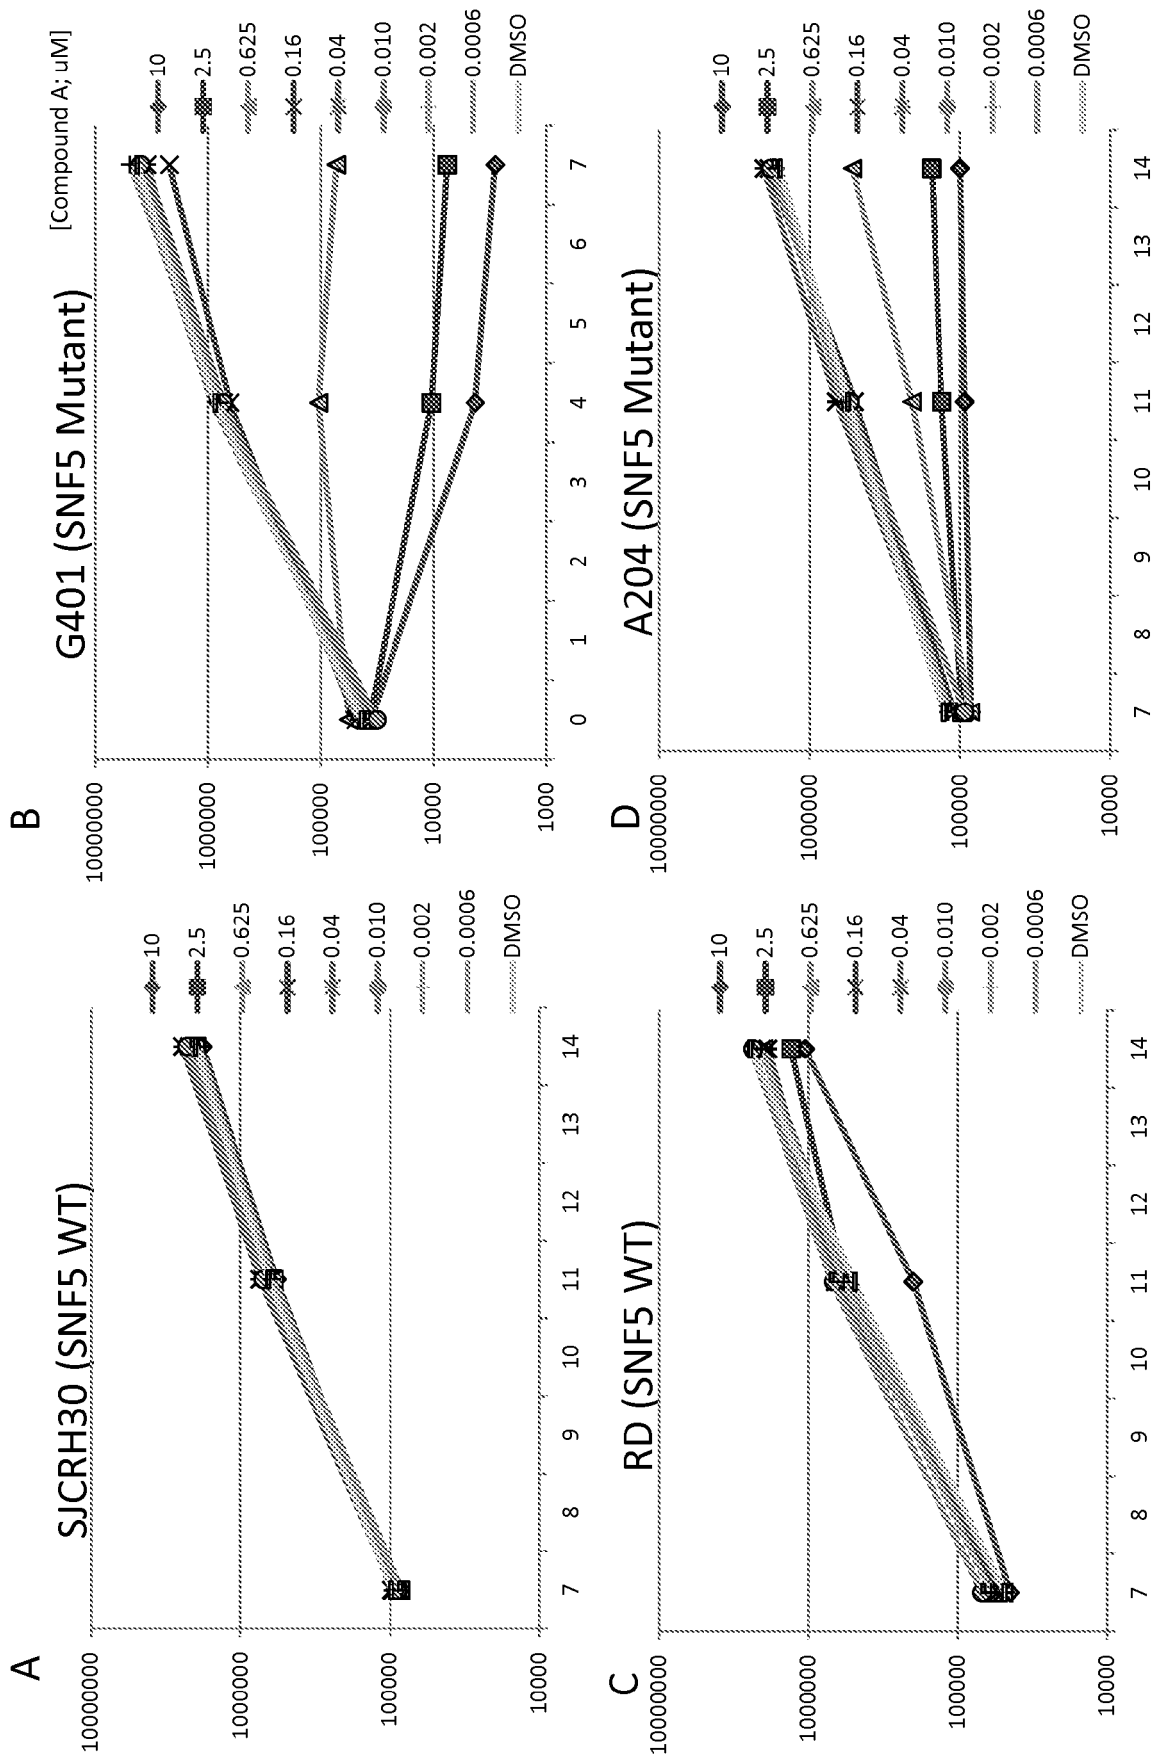 A
SJCRH30 (SNF5 WT)
10000000
1000000
100000
10000
7 8 9 10 11 12 13 14
10
2.5
0.625
0.16
0.04
0.010
0.002
0.0006
DMSO
B
G401 (SNF5 Mutant)
[Compound A; uM]
10000000
1000000
100000
10000
1000
0 1 2 3 4 5 6 7
10
2.5
0.625
0.16
0.04
0.010
0.002
0.0006
DMSO
C
RD (SNF5 WT)
10000000
1000000
100000
10000
7 8 9 10 11 12 13 14
10
2.5
0.625
0.16
0.04
0.010
0.002
0.0006
DMSO
D
A204 (SNF5 Mutant)
10000000
1000000
100000
10000
7 8 9 10 11 12 13 14
10
2.5
0.625
0.16
0.04
0.010
0.002
0.0006
DMSO